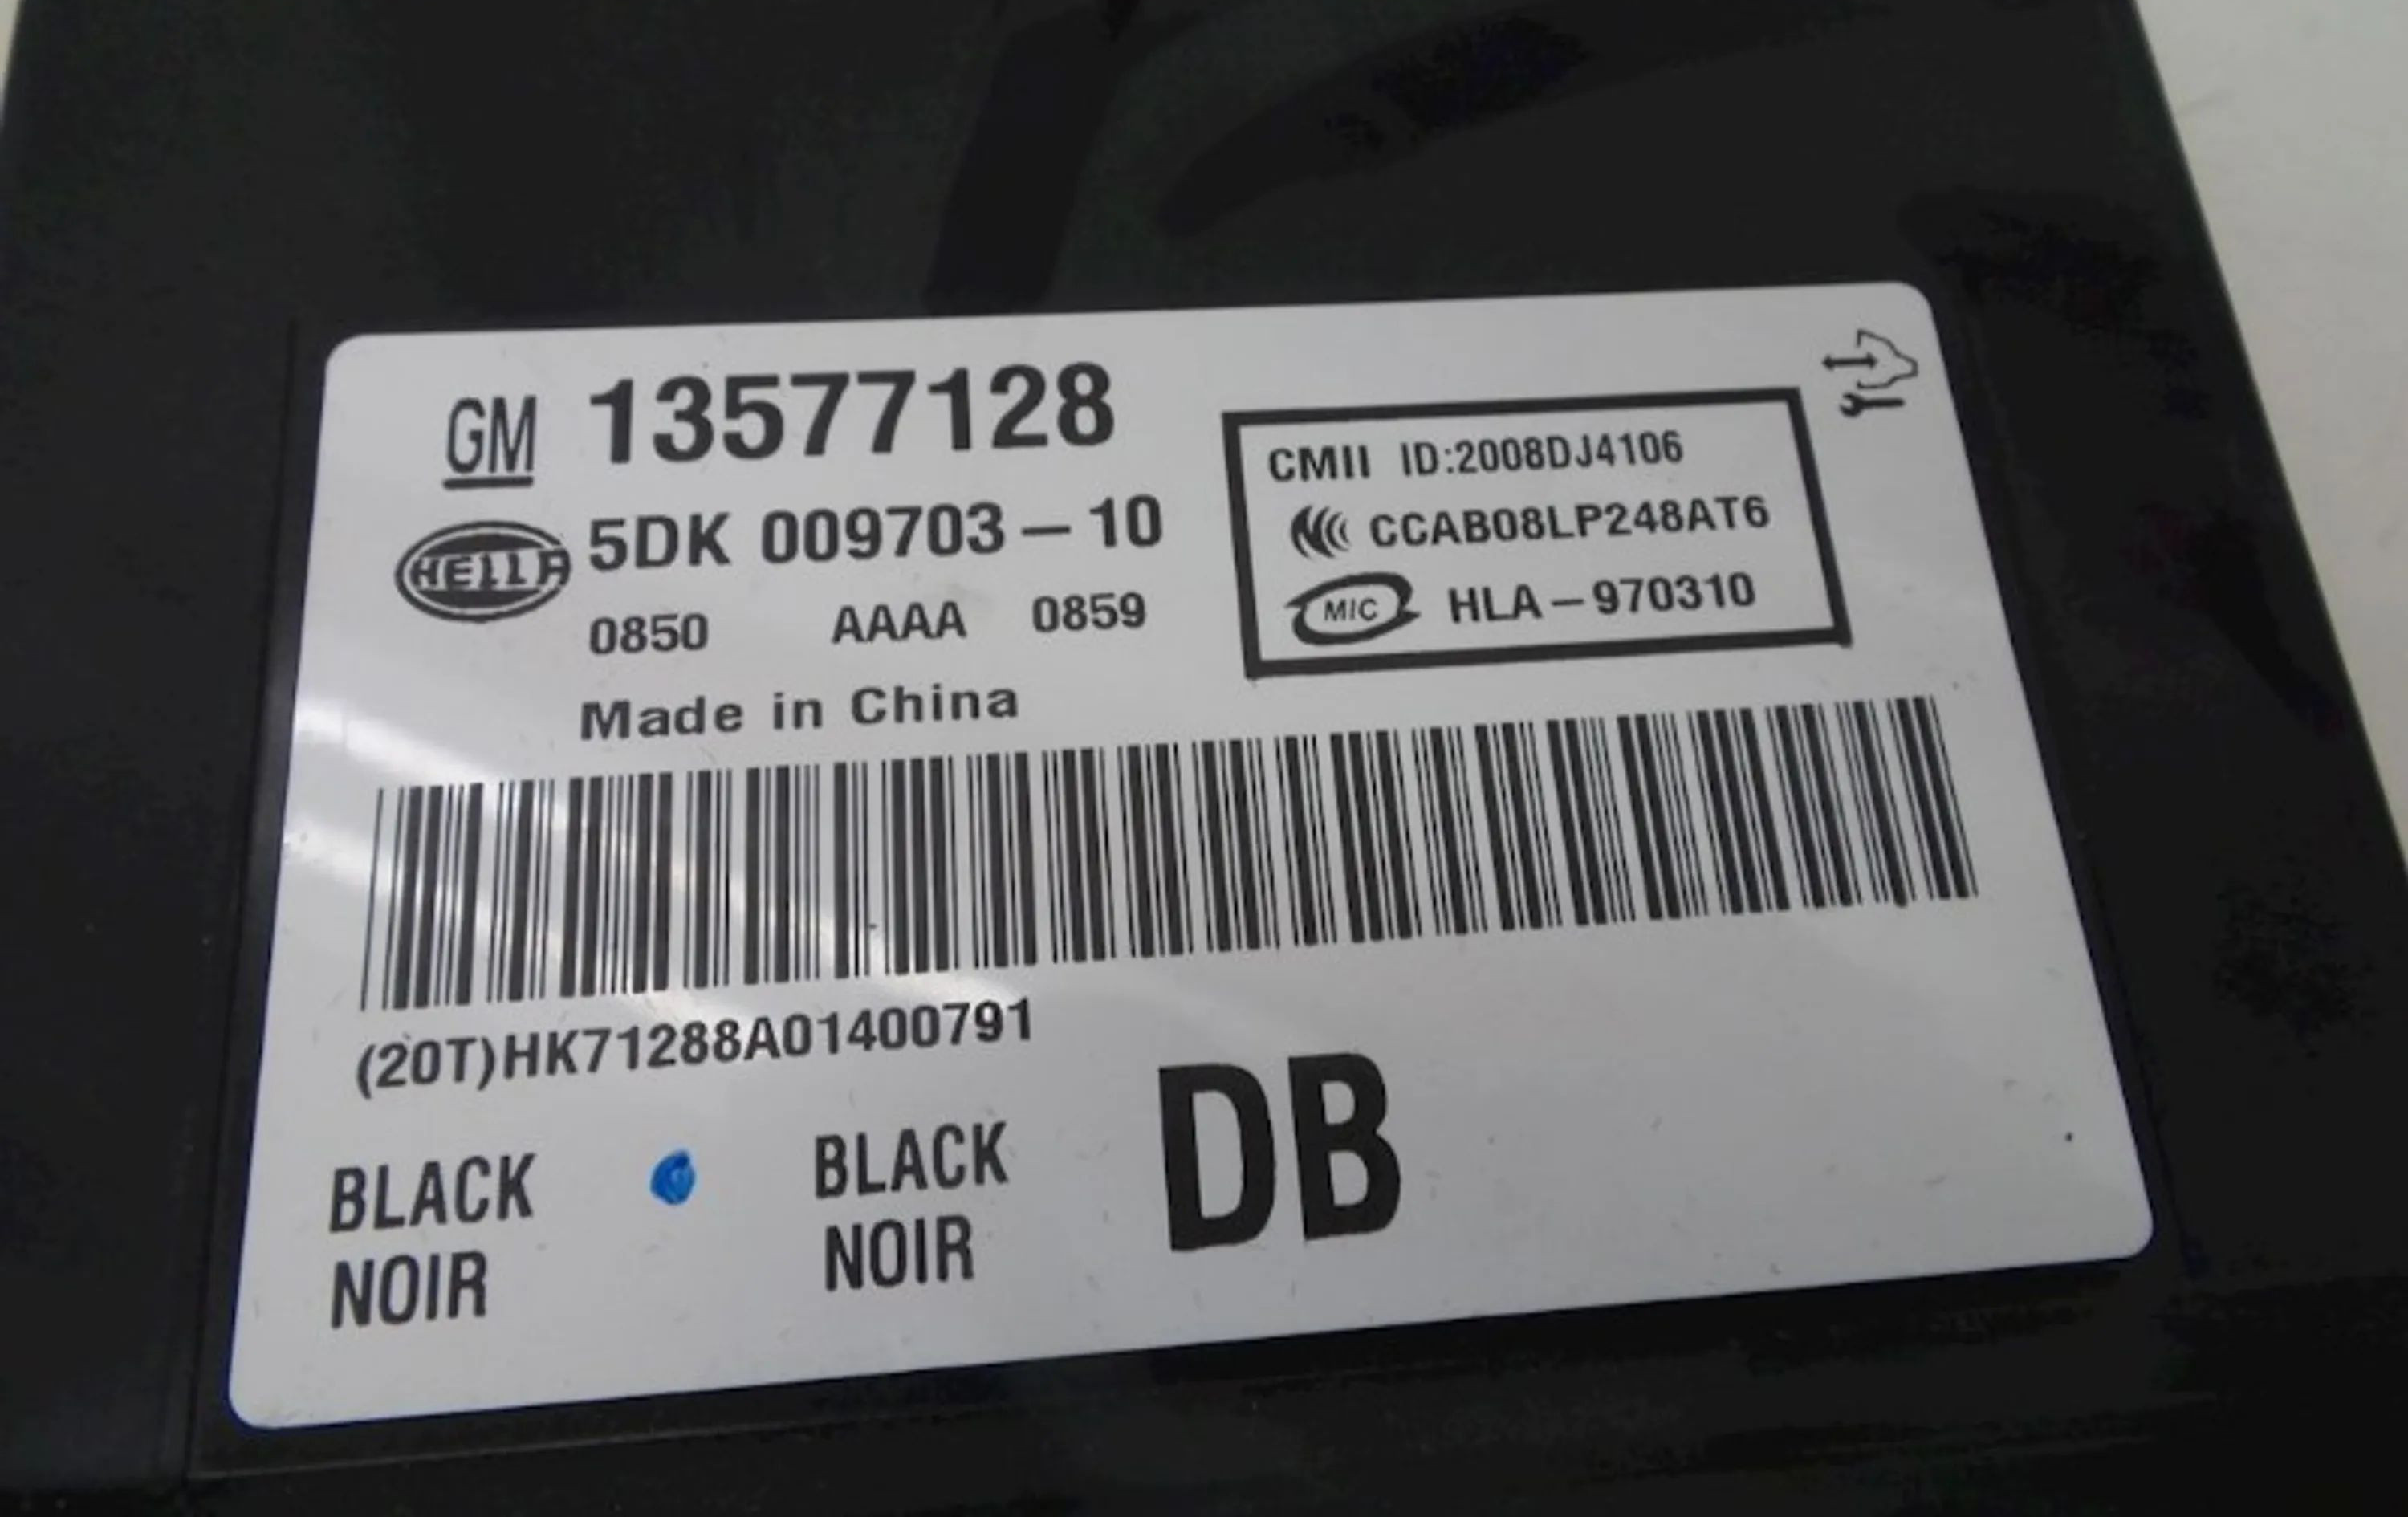 GM 13577128
HELLA 5DK 009703-10
0850 AAAA 0859
Made in China
CMII ID:2008DJ4106
CCAB08LP248AT6
MIC HLA-970310
(20T)HK71288A01400791
BLACK
NOIR
BLACK
NOIR
DB